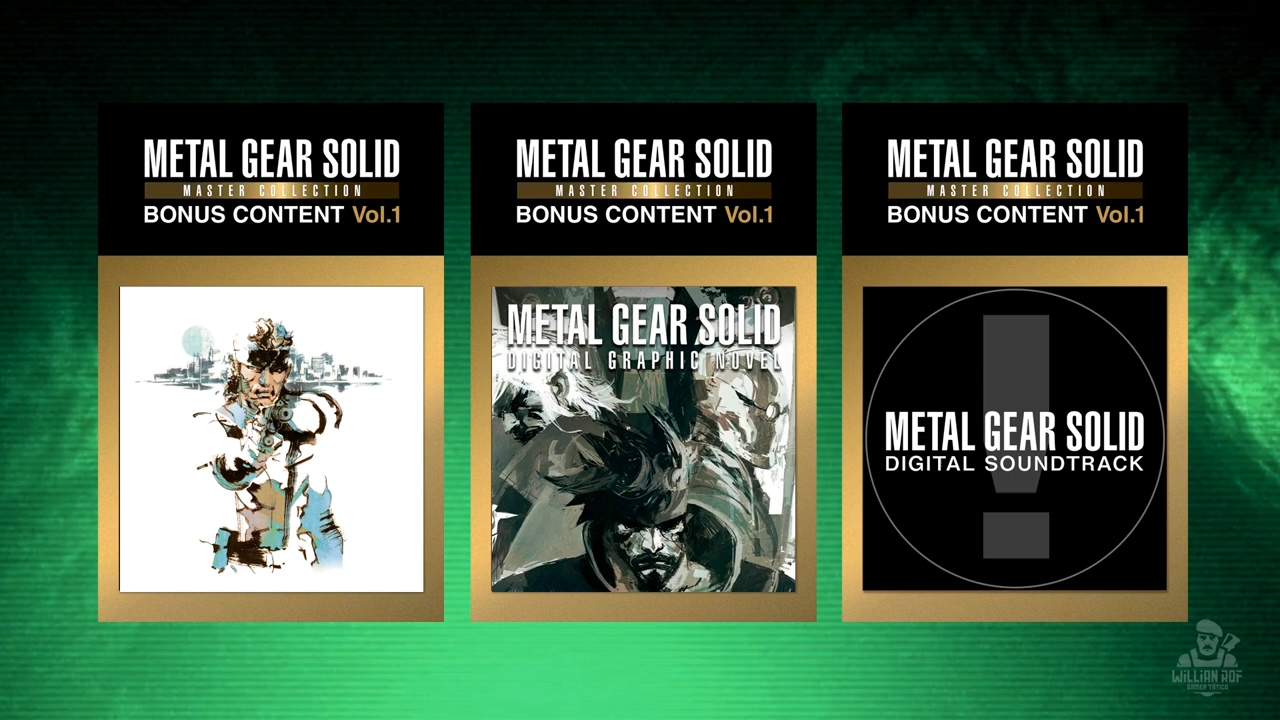 METAL GEAR SOLID
MASTER COLLECTION
BONUS CONTENT Vol.1
METAL GEAR SOLID
MASTER COLLECTION
BONUS CONTENT Vol.1
METAL GEAR SOLID
DIGITAL GRAPHIC NOVEL
METAL GEAR SOLID
MASTER COLLECTION
BONUS CONTENT Vol.1
!
METAL GEAR SOLID
DIGITAL SOUNDTRACK
WILLIAN ROF
GAMER TÁTICO